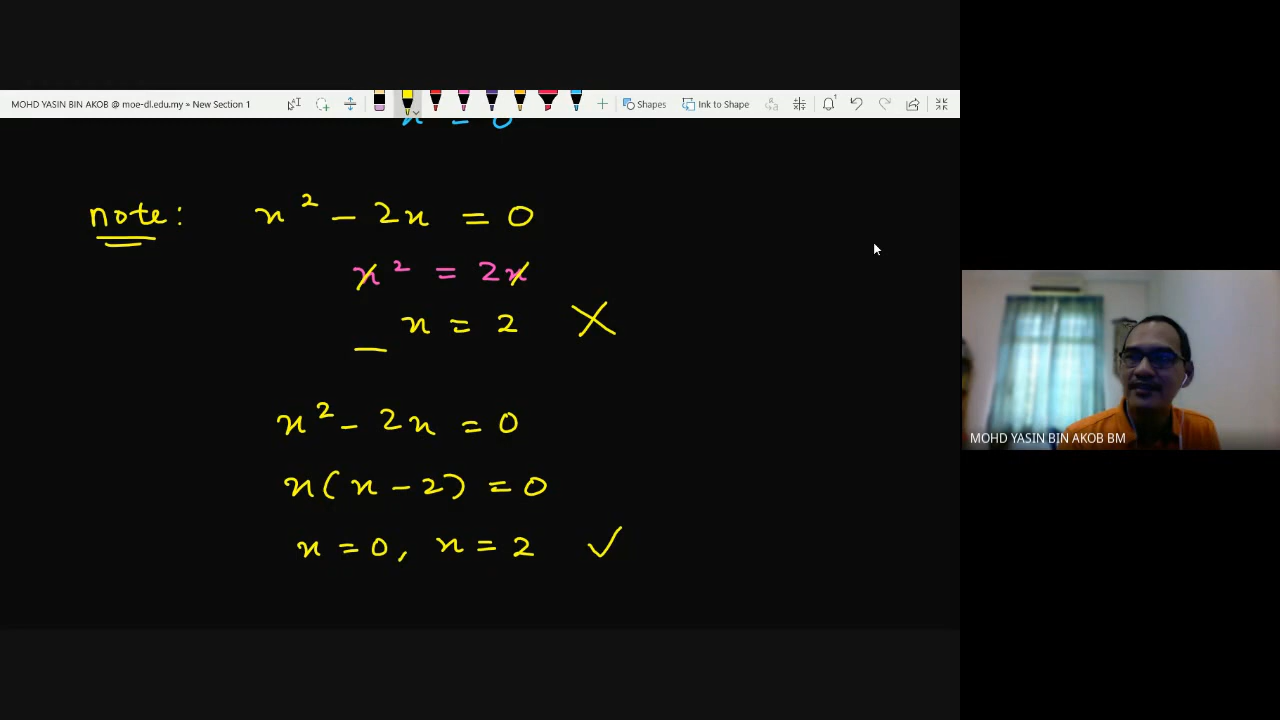 MOHD YASIN BIN AKOB @ moe-dl.edu.my » New Section 1
Shapes
Ink to Shape
x = 0
note: x² - 2x = 0
x² = 2x
x = 2 ✗
x² - 2x = 0
x(x - 2) = 0
x = 0, x = 2 ✓
MOHD YASIN BIN AKOB BM